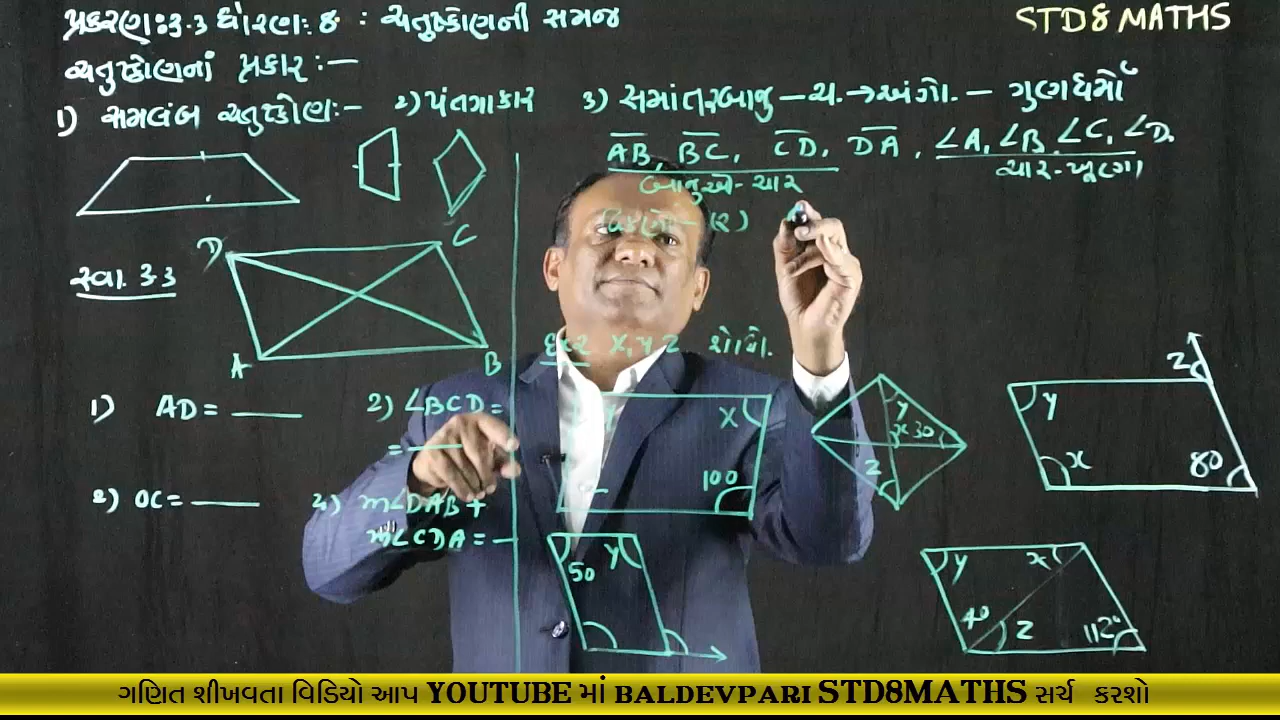 પ્રકરણ: 3.3 ધોરણ: 8 : ચતુષ્કોણની સમજ
STD8 MATHS
ચતુષ્કોણનાં પ્રકાર :-
1) સમલંબ ચતુષ્કોણ:-
2) પતંગાકાર
3) સમાંતરબાજુ - ચ. → અંગો. - ગુણધર્મો
AB, BC, CD, DA, ∠A, ∠B, ∠C, ∠D.
બાજુઓ - ચાર
ચાર - ખૂણા
વિકર્ણો - (2)
D C
A B
સ્વા. 3.3
1) AD = ____
2) ∠BCD =
= ____
3) OC = ____
4) m∠DAB +
m∠CDA = _
x, y, z શોધો.
y x
100
y
x 30
z
z
y
x 80
50 y
y x
40 z 112°
ગણિત શીખવતા વિડિયો આપ YOUTUBE માં BALDEVPARI STD8MATHS સર્ચ કરશો